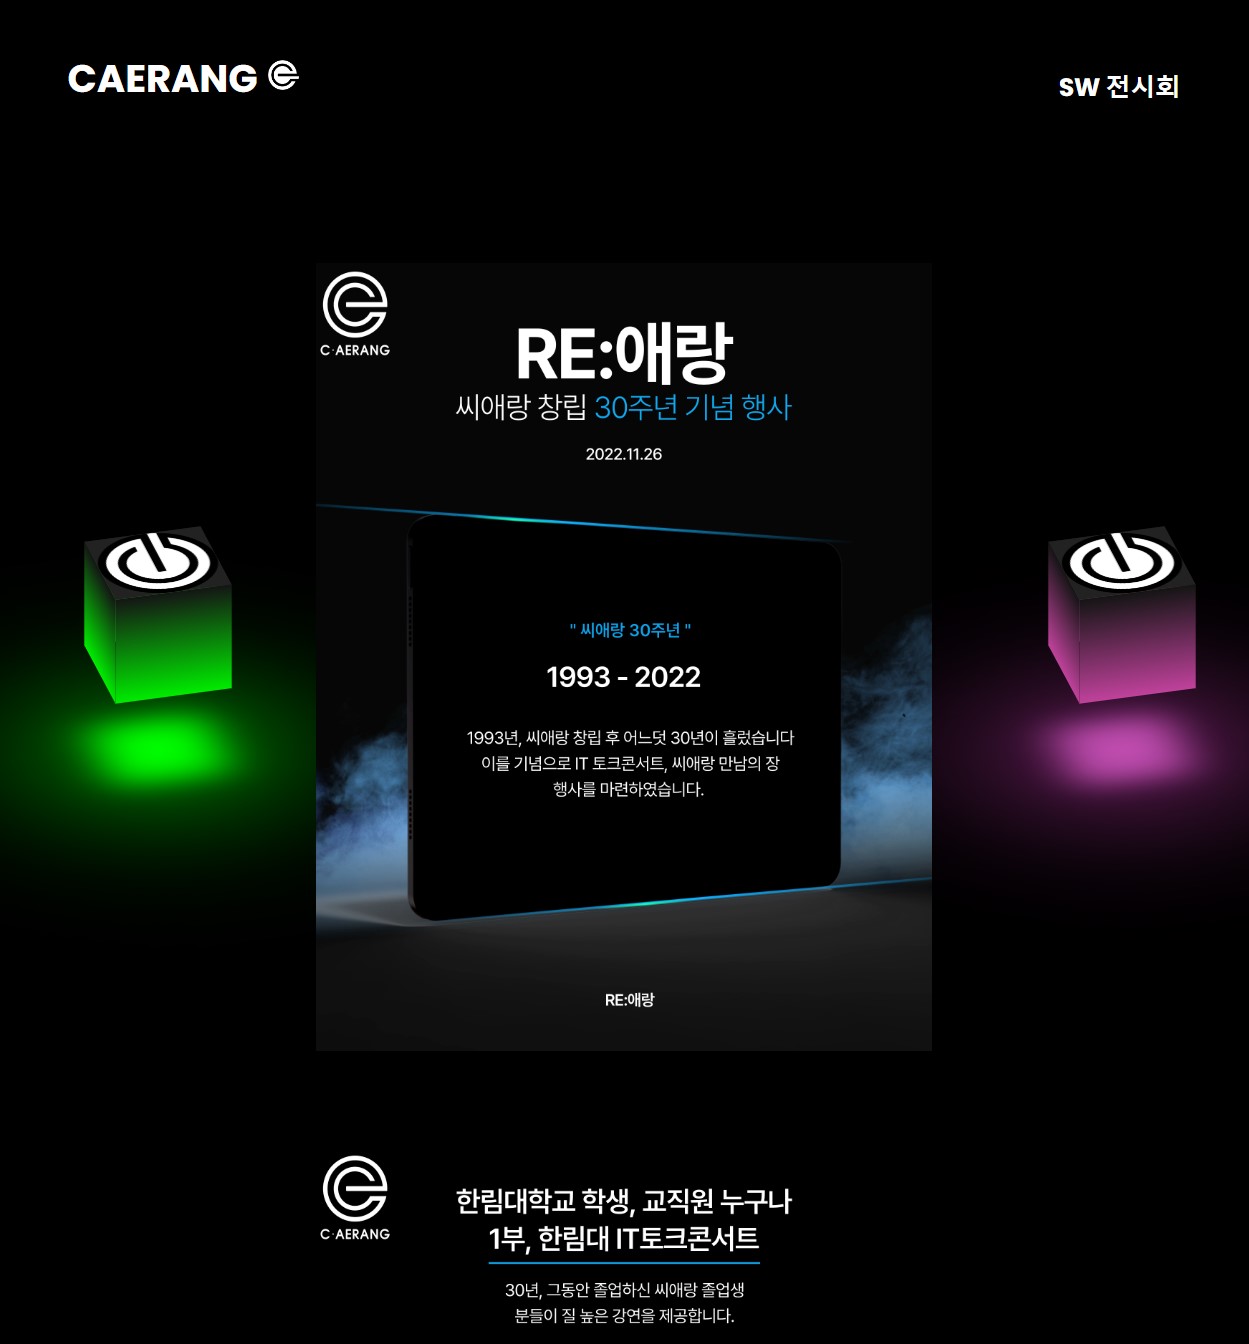 CAERANG
SW 전시회
C·AERANG
RE:애랑
씨애랑 창립 30주년 기념 행사
2022.11.26
" 씨애랑 30주년 "
1993 - 2022
1993년, 씨애랑 창립 후 어느덧 30년이 흘렀습니다
이를 기념으로 IT 토크콘서트, 씨애랑 만남의 장
행사를 마련하였습니다.
RE:애랑
C·AERANG
한림대학교 학생, 교직원 누구나
1부, 한림대 IT토크콘서트
30년, 그동안 졸업하신 씨애랑 졸업생
분들이 질 높은 강연을 제공합니다.